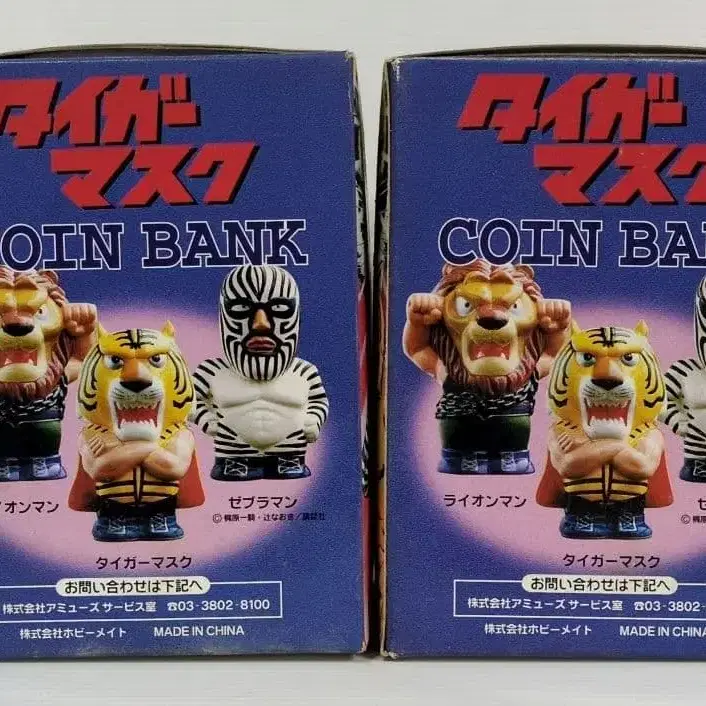 タイガー
マスク
COIN BANK
イオンマン
ゼブラマン
©梶原一騎・辻なおき/講談社
タイガーマスク
お問い合わせは下記へ
株式会社アミューズ サービス室 ☎03-3802-8100
株式会社ホビーメイト MADE IN CHINA
タイガー
マスク
COIN BA
ライオンマン
ゼ
©梶原
タイガーマスク
お問い合わせは下記へ
株式会社アミューズ サービス室 ☎03-3802-
株式会社ホビーメイト MADE IN CHINA